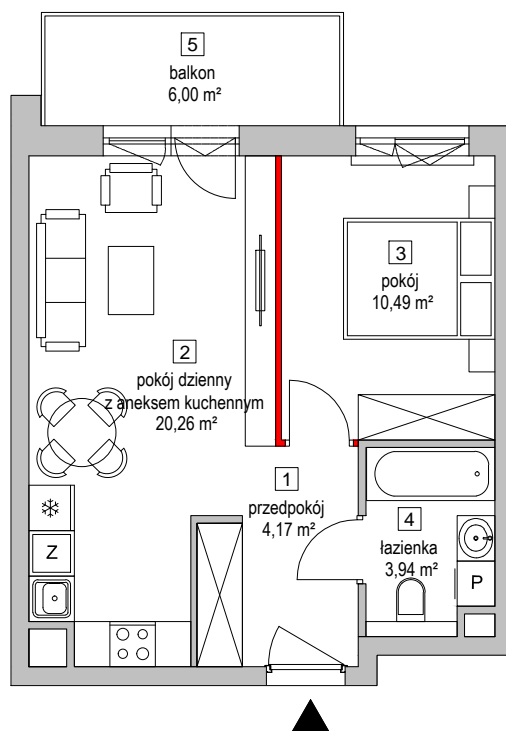 5
balkon
6,00 m²
3
pokój
10,49 m²
2
pokój dzienny
z aneksem kuchennym
20,26 m²
1
przedpokój
4,17 m²
4
łazienka
3,94 m²
Z
P